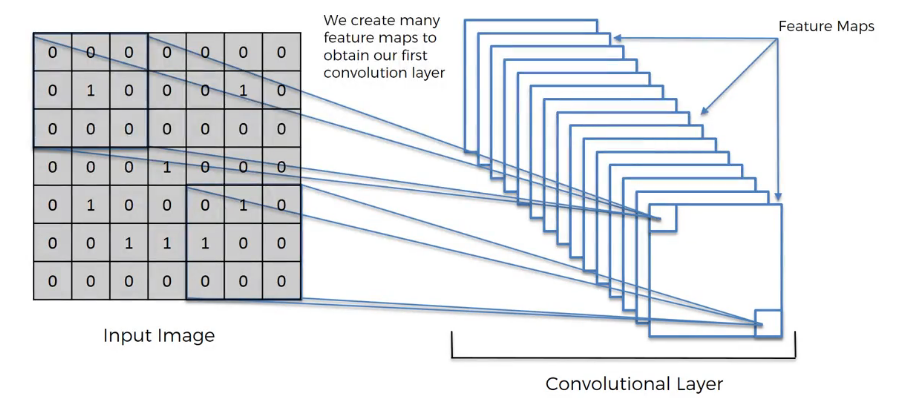 We create many
feature maps to
obtain our first
convolution layer
Feature Maps
0 0 0 0 0 0 0
0 1 0 0 0 1 0
0 0 0 0 0 0 0
0 0 0 1 0 0 0
0 1 0 0 0 1 0
0 0 1 1 1 0 0
0 0 0 0 0 0 0
Input Image
Convolutional Layer